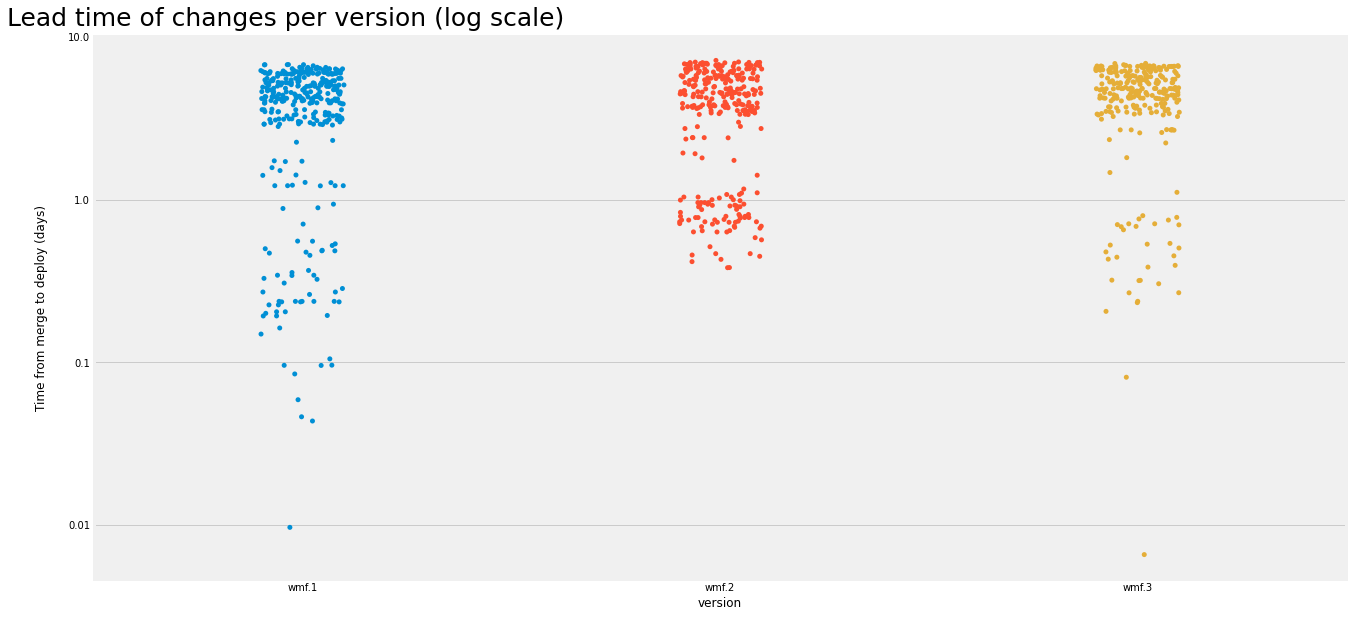 Lead time of changes per version (log scale)
10.0
1.0
0.1
0.01
Time from merge to deploy (days)
wmf.1
wmf.2
wmf.3
version